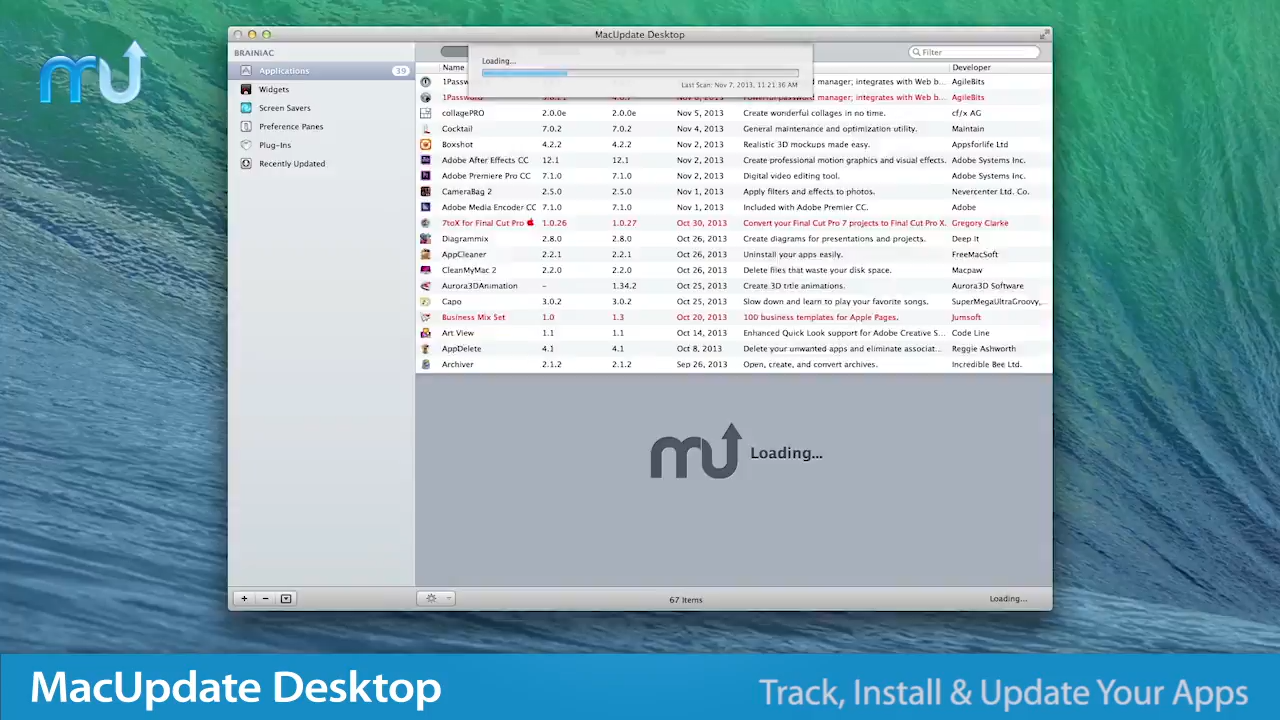 mu
MacUpdate Desktop
BRAINIAC
Applications 39
Widgets
Screen Savers
Preference Panes
Plug-Ins
Recently Updated
Filter
Loading...
Last Scan: Nov 7, 2013, 11:21:36 AM
Name Developer
1Password manager; integrates with Web b... AgileBits
1Password manager; integrates with Web b... AgileBits
collagePRO 2.0.0e 2.0.0e Nov 5, 2013 Create wonderful collages in no time. cf/x AG
Cocktail 7.0.2 7.0.2 Nov 4, 2013 General maintenance and optimization utility. Maintain
Boxshot 4.2.2 4.2.2 Nov 2, 2013 Realistic 3D mockups made easy. Appsforlife Ltd
Adobe After Effects CC 12.1 12.1 Nov 2, 2013 Create professional motion graphics and visual effects. Adobe Systems Inc.
Adobe Premiere Pro CC 7.1.0 7.1.0 Nov 2, 2013 Digital video editing tool. Adobe Systems Inc.
CameraBag 2 2.5.0 2.5.0 Nov 1, 2013 Apply filters and effects to photos. Nevercenter Ltd. Co.
Adobe Media Encoder CC 7.1.0 7.1.0 Nov 1, 2013 Included with Adobe Premier CC. Adobe
7toX for Final Cut Pro 1.0.26 1.0.27 Oct 30, 2013 Convert your Final Cut Pro 7 projects to Final Cut Pro X. Gregory Clarke
Diagrammix 2.8.0 2.8.0 Oct 26, 2013 Create diagrams for presentations and projects. Deep It
AppCleaner 2.2.1 2.2.1 Oct 26, 2013 Uninstall your apps easily. FreeMacSoft
CleanMyMac 2 2.2.0 2.2.0 Oct 26, 2013 Delete files that waste your disk space. Macpaw
Aurora3DAnimation – 1.34.2 Oct 25, 2013 Create 3D title animations. Aurora3D Software
Capo 3.0.2 3.0.2 Oct 25, 2013 Slow down and learn to play your favorite songs. SuperMegaUltraGroovy,...
Business Mix Set 1.0 1.3 Oct 20, 2013 100 business templates for Apple Pages. Jumsoft
Art View 1.1 1.1 Oct 14, 2013 Enhanced Quick Look support for Adobe Creative S... Code Line
AppDelete 4.1 4.1 Oct 8, 2013 Delete your unwanted apps and eliminate associat... Reggie Ashworth
Archiver 2.1.2 2.1.2 Sep 26, 2013 Open, create, and convert archives. Incredible Bee Ltd.
mu Loading...
67 Items
Loading...
MacUpdate Desktop
Track, Install & Update Your Apps